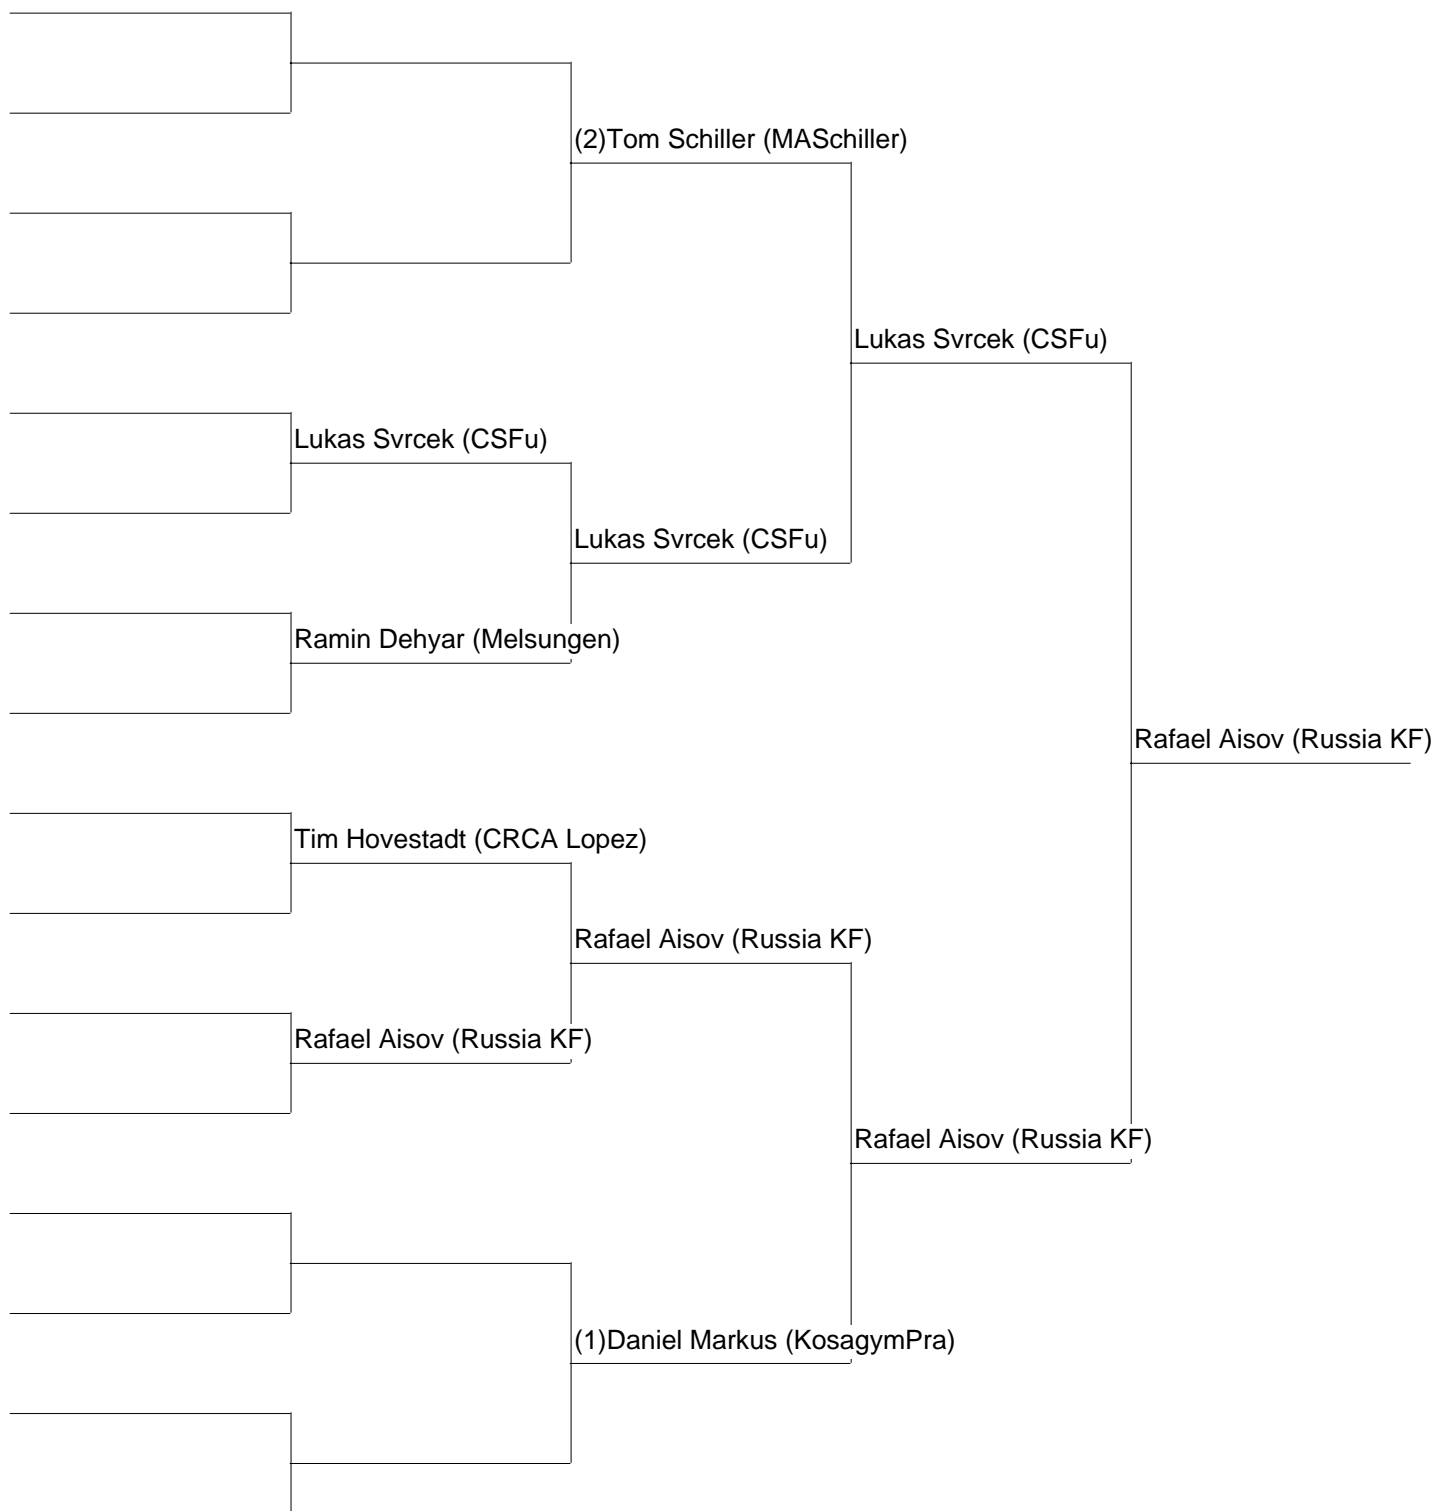 (2)Tom Schiller (MASchiller)
Lukas Svrcek (CSFu)
Lukas Svrcek (CSFu)
Lukas Svrcek (CSFu)
Ramin Dehyar (Melsungen)
Rafael Aisov (Russia KF)
Tim Hovestadt (CRCA Lopez)
Rafael Aisov (Russia KF)
Rafael Aisov (Russia KF)
Rafael Aisov (Russia KF)
(1)Daniel Markus (KosagymPra)